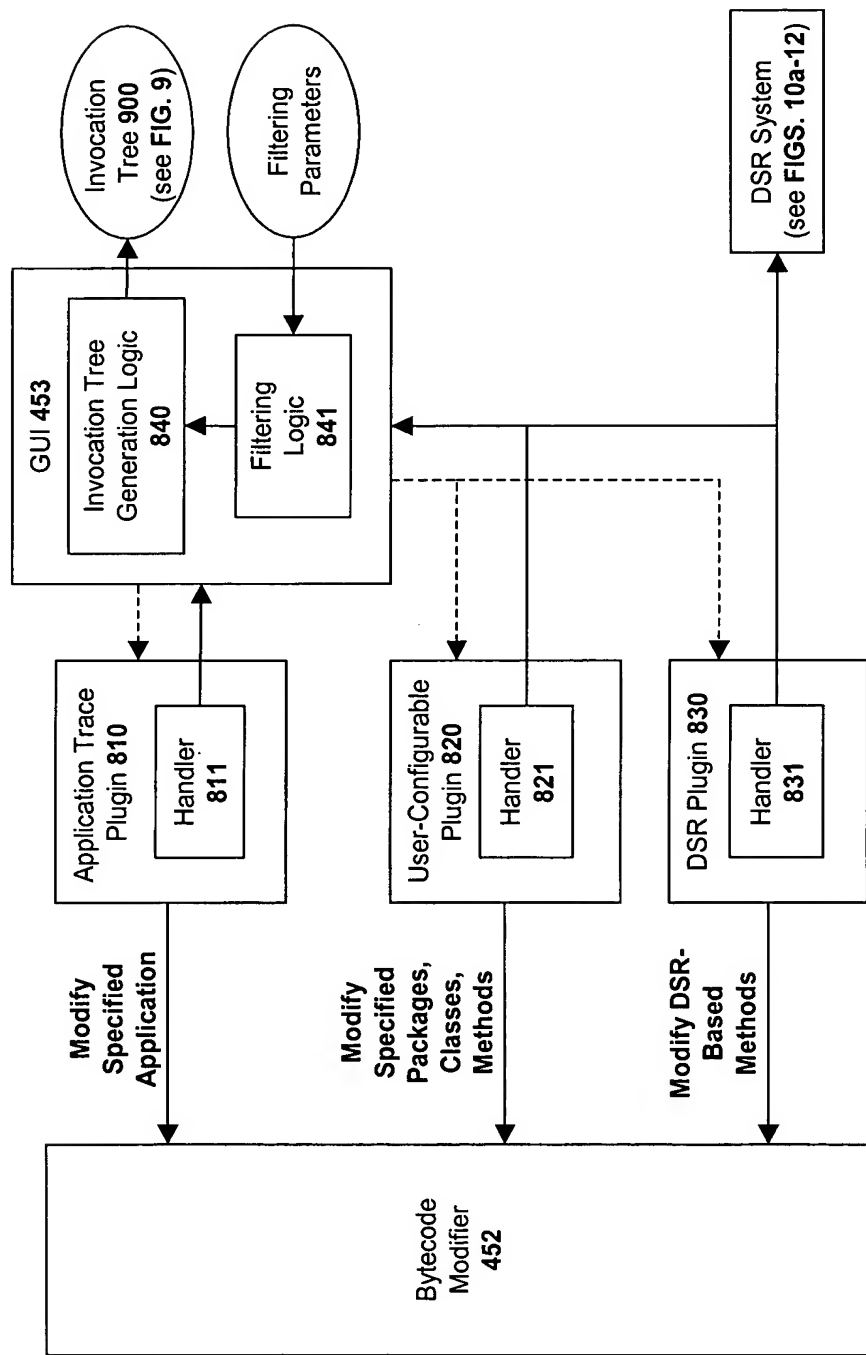 Bytecode
Modifier
452
Modify
Specified
Application
Modify
Specified
Packages,
Classes,
Methods
Modify DSR-
Based
Methods
Application Trace
Plugin 810
Handler
811
User-Configurable
Plugin 820
Handler
821
DSR Plugin 830
Handler
831
GUI 453
Invocation Tree
Generation Logic
840
Filtering
Logic
841
Invocation
Tree 900
(see FIG. 9)
Filtering
Parameters
DSR System
(see FIGS. 10a-12)